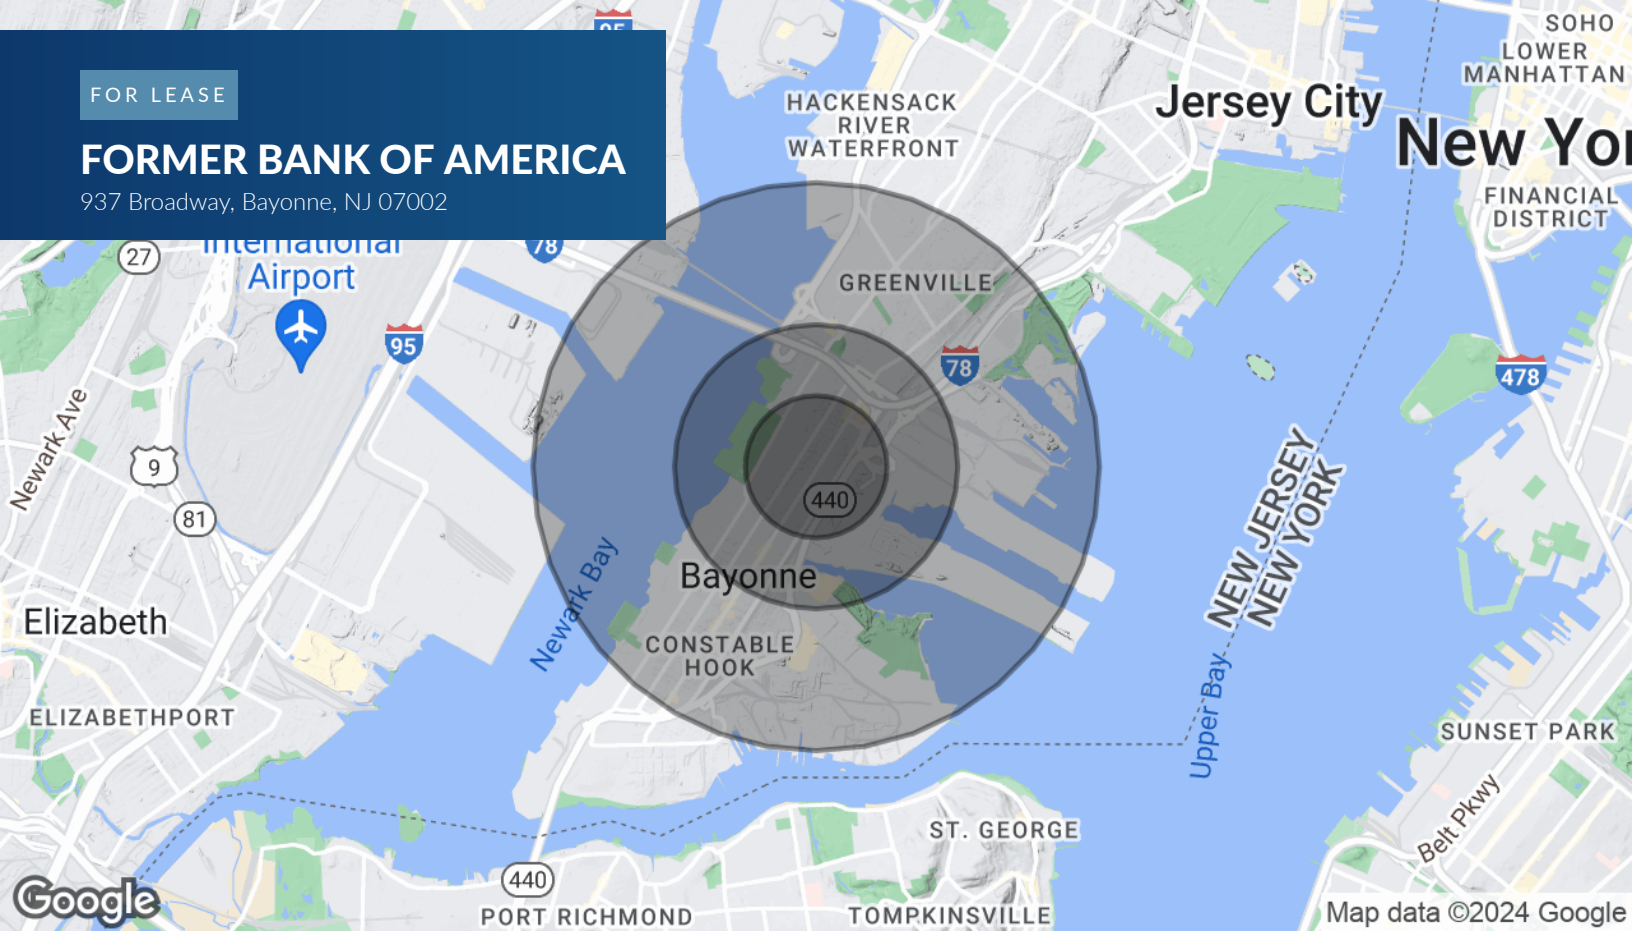 95
FOR LEASE
FORMER BANK OF AMERICA
937 Broadway, Bayonne, NJ 07002
SOHO
LOWER
MANHATTAN
Jersey City
New Yor
FINANCIAL
DISTRICT
HACKENSACK
RIVER
WATERFRONT
International
Airport
27
78
GREENVILLE
95
78
478
Newark Ave
9
81
440
NEW JERSEY
NEW YORK
Bayonne
Newark Bay
Elizabeth
CONSTABLE
HOOK
Upper Bay
ELIZABETHPORT
SUNSET PARK
Belt Pkwy
ST. GEORGE
440
PORT RICHMOND
TOMPKINSVILLE
Google
Map data ©2024 Google